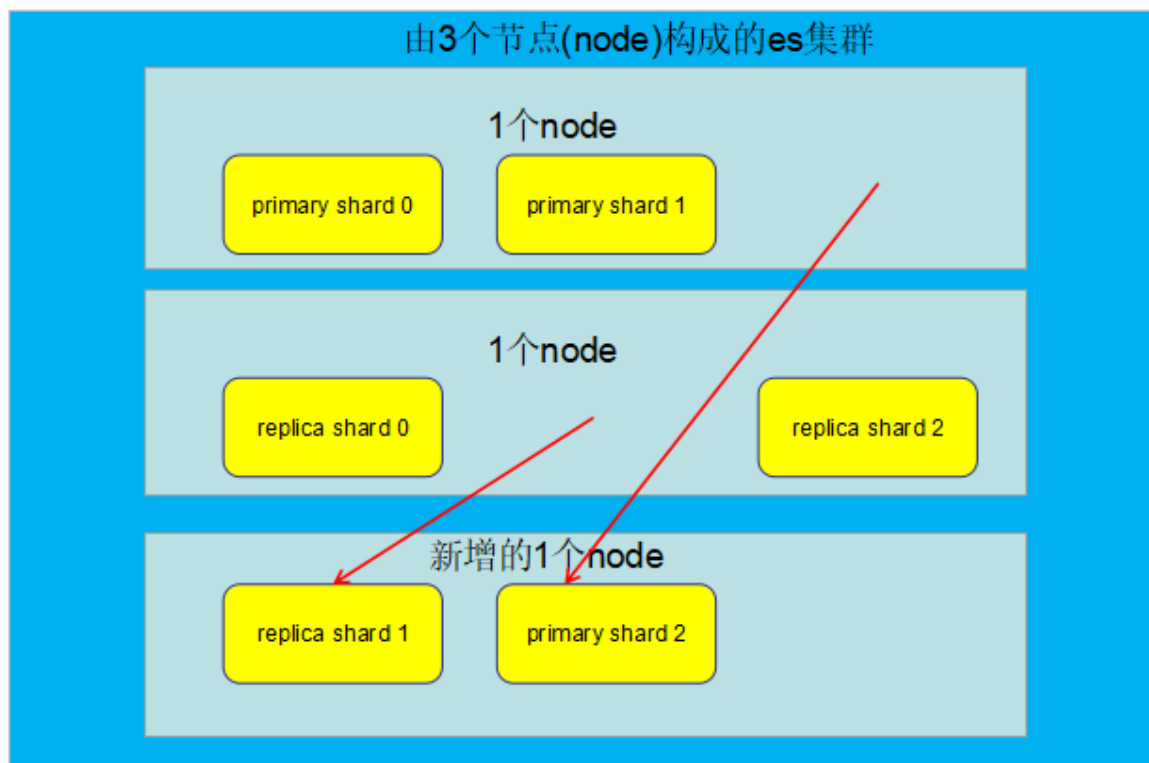 由3个节点(node)构成的es集群
1个node
primary shard 0
primary shard 1
1个node
replica shard 0
replica shard 2
新增的1个node
replica shard 1
primary shard 2